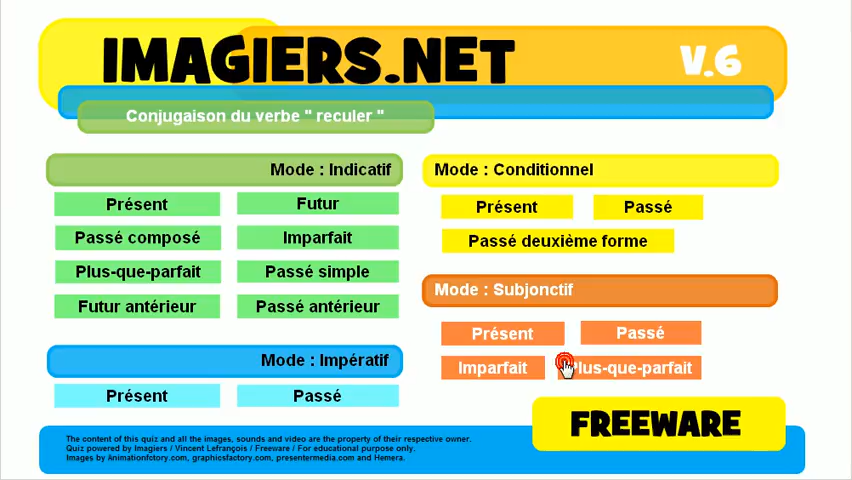 IMAGIERS.NET
V.6
Conjugaison du verbe " reculer "
Mode : Indicatif
Présent
Futur
Passé composé
Imparfait
Plus-que-parfait
Passé simple
Futur antérieur
Passé antérieur
Mode : Impératif
Présent
Passé
Mode : Conditionnel
Présent
Passé
Passé deuxième forme
Mode : Subjonctif
Présent
Passé
Imparfait
Plus-que-parfait
FREEWARE
The content of this quiz and all the images, sounds and video are the property of their respective owner.
Quiz powered by Imagiers / Vincent Lefrançois / Freeware / For educational purpose only.
Images by Animationfctory.com, graphicsfactory.com, presentermedia.com and Hemera.